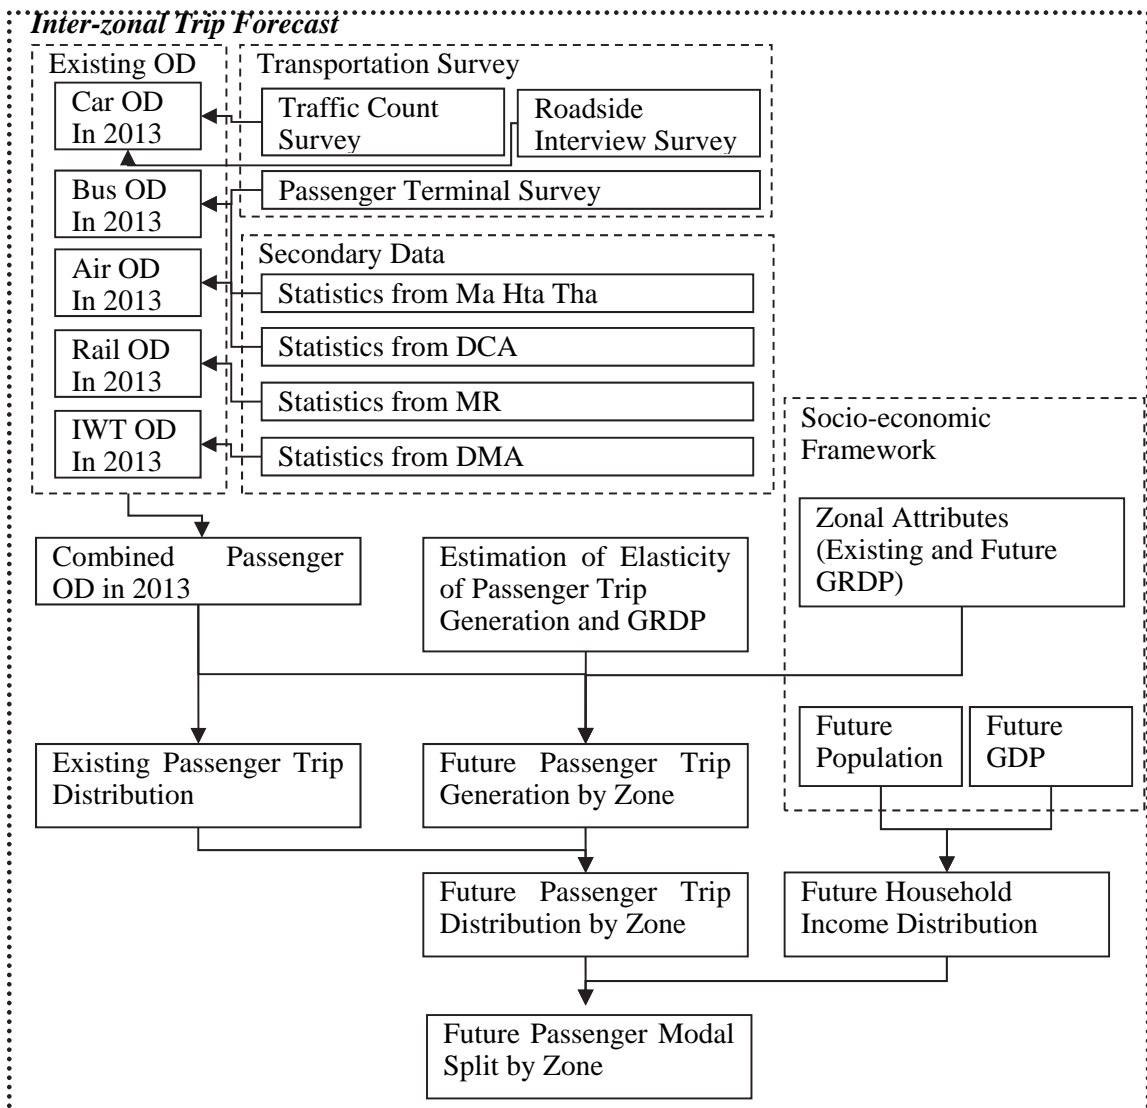 Inter-zonal Trip Forecast
Existing OD
Car OD
In 2013
Bus OD
In 2013
Air OD
In 2013
Rail OD
In 2013
IWT OD
In 2013
Transportation Survey
Traffic Count
Survey
Roadside
Interview Survey
Passenger Terminal Survey
Secondary Data
Statistics from Ma Hta Tha
Statistics from DCA
Statistics from MR
Statistics from DMA
Socio-economic
Framework
Zonal Attributes
(Existing and Future
GRDP)
Combined Passenger
OD in 2013
Estimation of Elasticity
of Passenger Trip
Generation and GRDP
Future
Population
Future
GDP
Existing Passenger Trip
Distribution
Future Passenger Trip
Generation by Zone
Future Passenger Trip
Distribution by Zone
Future Household
Income Distribution
Future Passenger Modal
Split by Zone